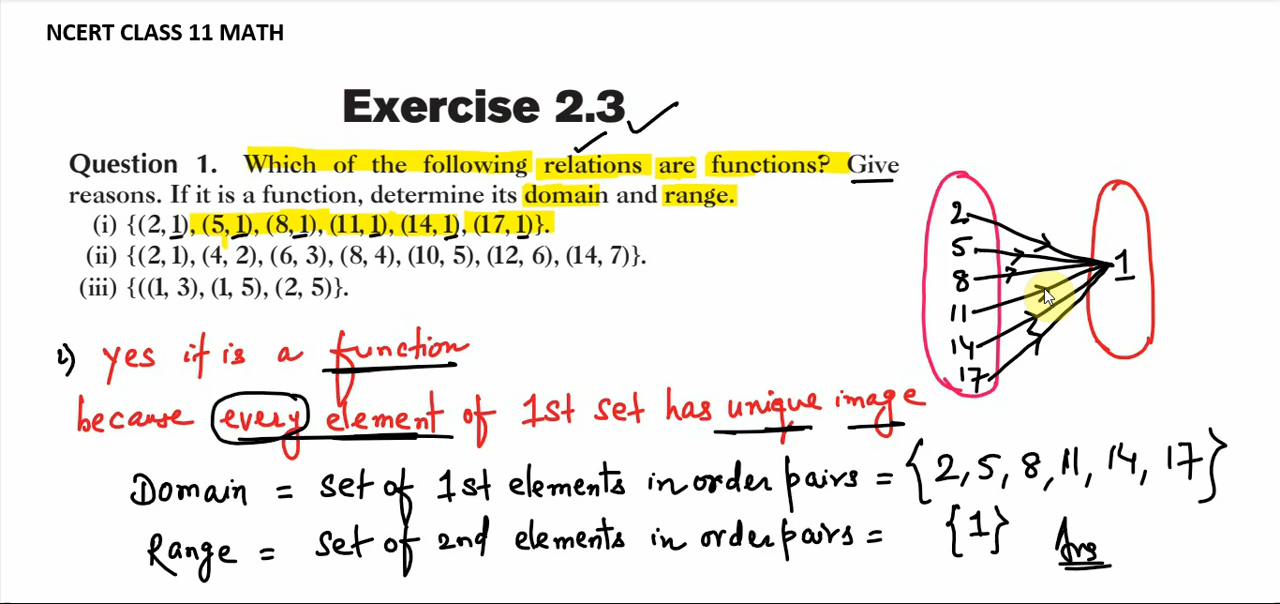 NCERT CLASS 11 MATH
Exercise 2.3
Question 1. Which of the following relations are functions? Give
reasons. If it is a function, determine its domain and range.
(i) {(2, 1), (5, 1), (8, 1), (11, 1), (14, 1), (17, 1)}.
(ii) {(2, 1), (4, 2), (6, 3), (8, 4), (10, 5), (12, 6), (14, 7)}.
(iii) {((1, 3), (1, 5), (2, 5)}.
2
5
8
11
14
17
1
i) yes it is a function
because every element of 1st set has unique image
Domain = set of 1st elements in order pairs = {2, 5, 8, 11, 14, 17}
Range = set of 2nd elements in order pairs = {1} Ans